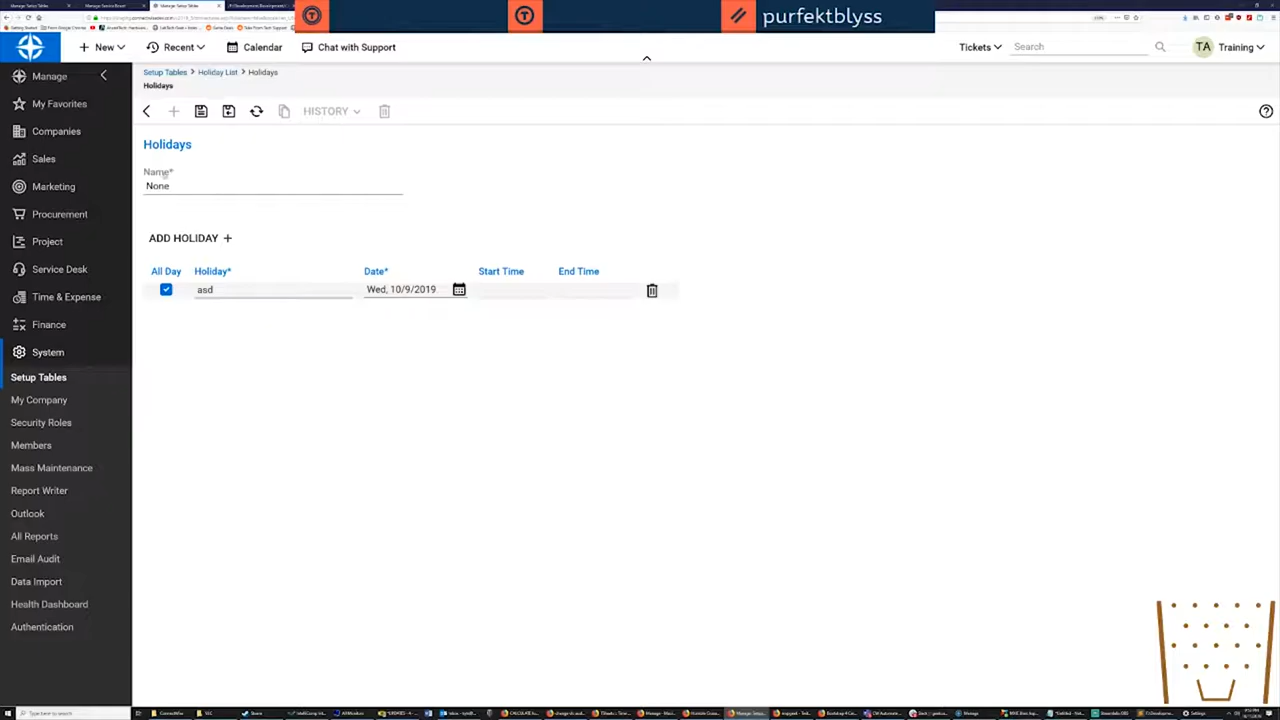 hurfktblyss
New
Recent
Calendar
Chat with Support
Tickets
Search
TA
Training
Manage
Setup Tables > Holiday List > Holidays
Holidays
My Favorites
HISTORY
Companies
Holidays
Sales
Name*
None
Marketing
Procurement
ADD HOLIDAY +
Project
Service Desk
All Day
Holiday*
Date*
Start Time
End Time
asd
Wed, 10/9/2019
Time & Expense
Finance
System
Setup Tables
My Company
Security Roles
Members
Mass Maintenance
Report Writer
Outlook
All Reports
Email Audit
Data Import
Health Dashboard
Authentication
Type here to search